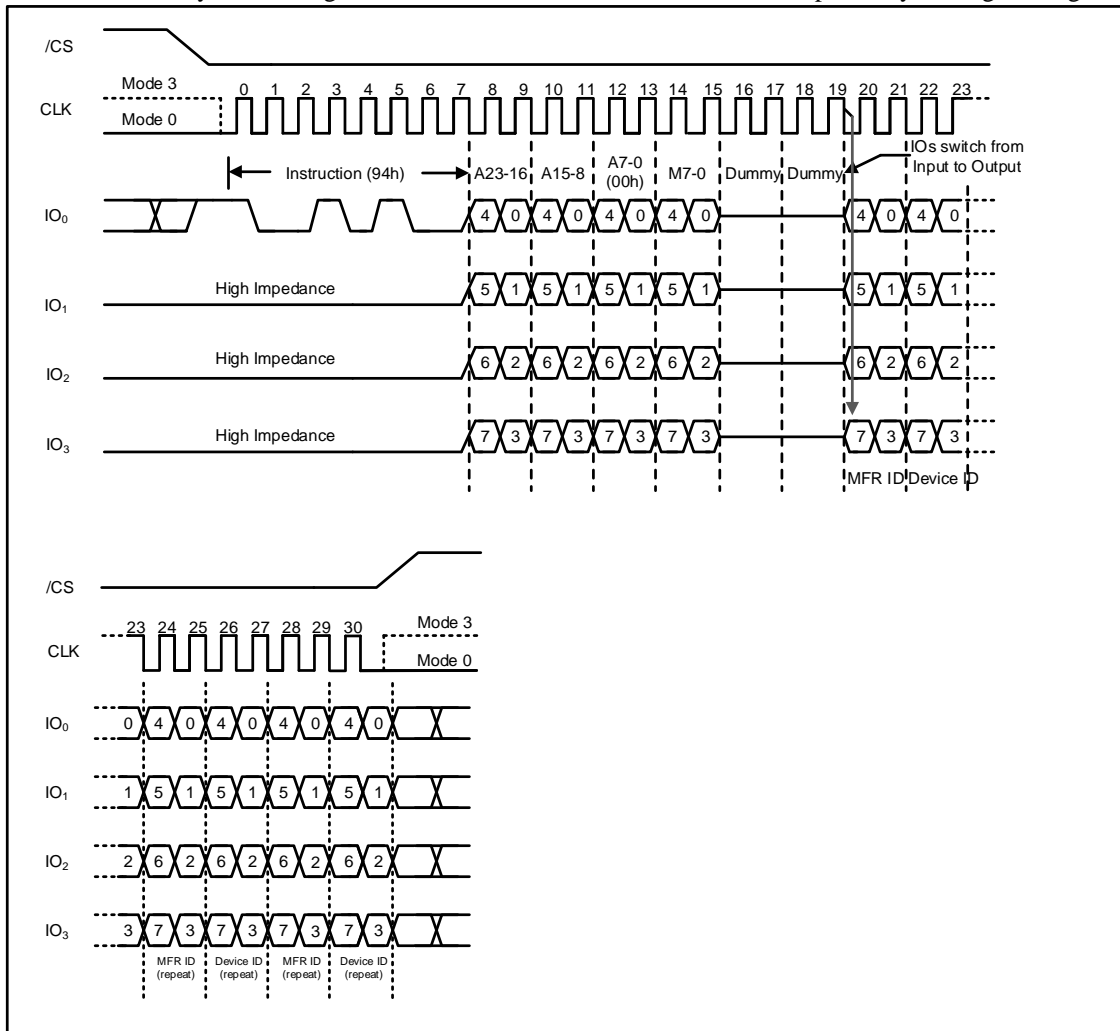 /CS
Mode 3
CLK
Mode 0
0 1 2 3 4 5 6 7 8 9 10 11 12 13 14 15 16 17 18 19 20 21 22 23
IOs switch from
Input to Output
Instruction (94h)
A23-16 A15-8 A7-0 (00h) M7-0 Dummy Dummy
IO0 4 0 4 0 4 0 4 0 4 0 4 0
High Impedance
IO1 5 1 5 1 5 1 5 1 5 1 5 1
High Impedance
IO2 6 2 6 2 6 2 6 2 6 2 6 2
High Impedance
IO3 7 3 7 3 7 3 7 3 7 3 7 3
MFR ID Device ID
/CS
23 24 25 26 27 28 29 30
Mode 3
CLK
Mode 0
IO0 0 4 0 4 0 4 0 4 0
IO1 1 5 1 5 1 5 1 5 1
IO2 2 6 2 6 2 6 2 6 2
IO3 3 7 3 7 3 7 3 7 3
MFR ID Device ID MFR ID Device ID
(repeat) (repeat) (repeat) (repeat)